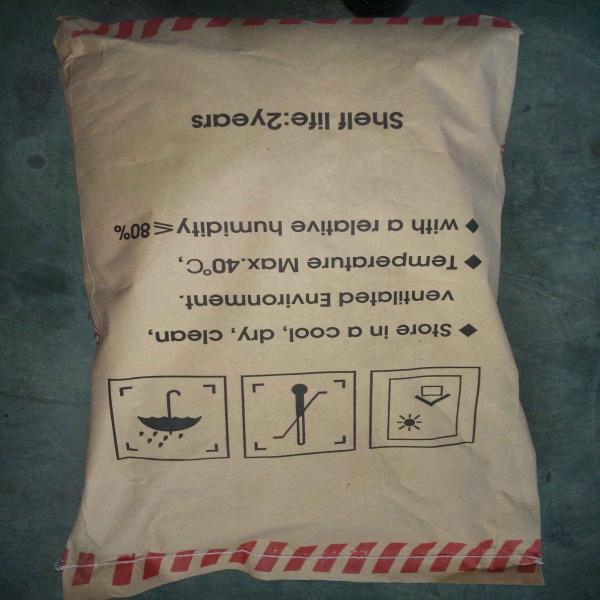 ◆ Store in a cool, dry, clean,
ventilated Environment.
◆ Temperature Max.40°C,
◆ with a relative humidity ≤80%
Shelf life:2years